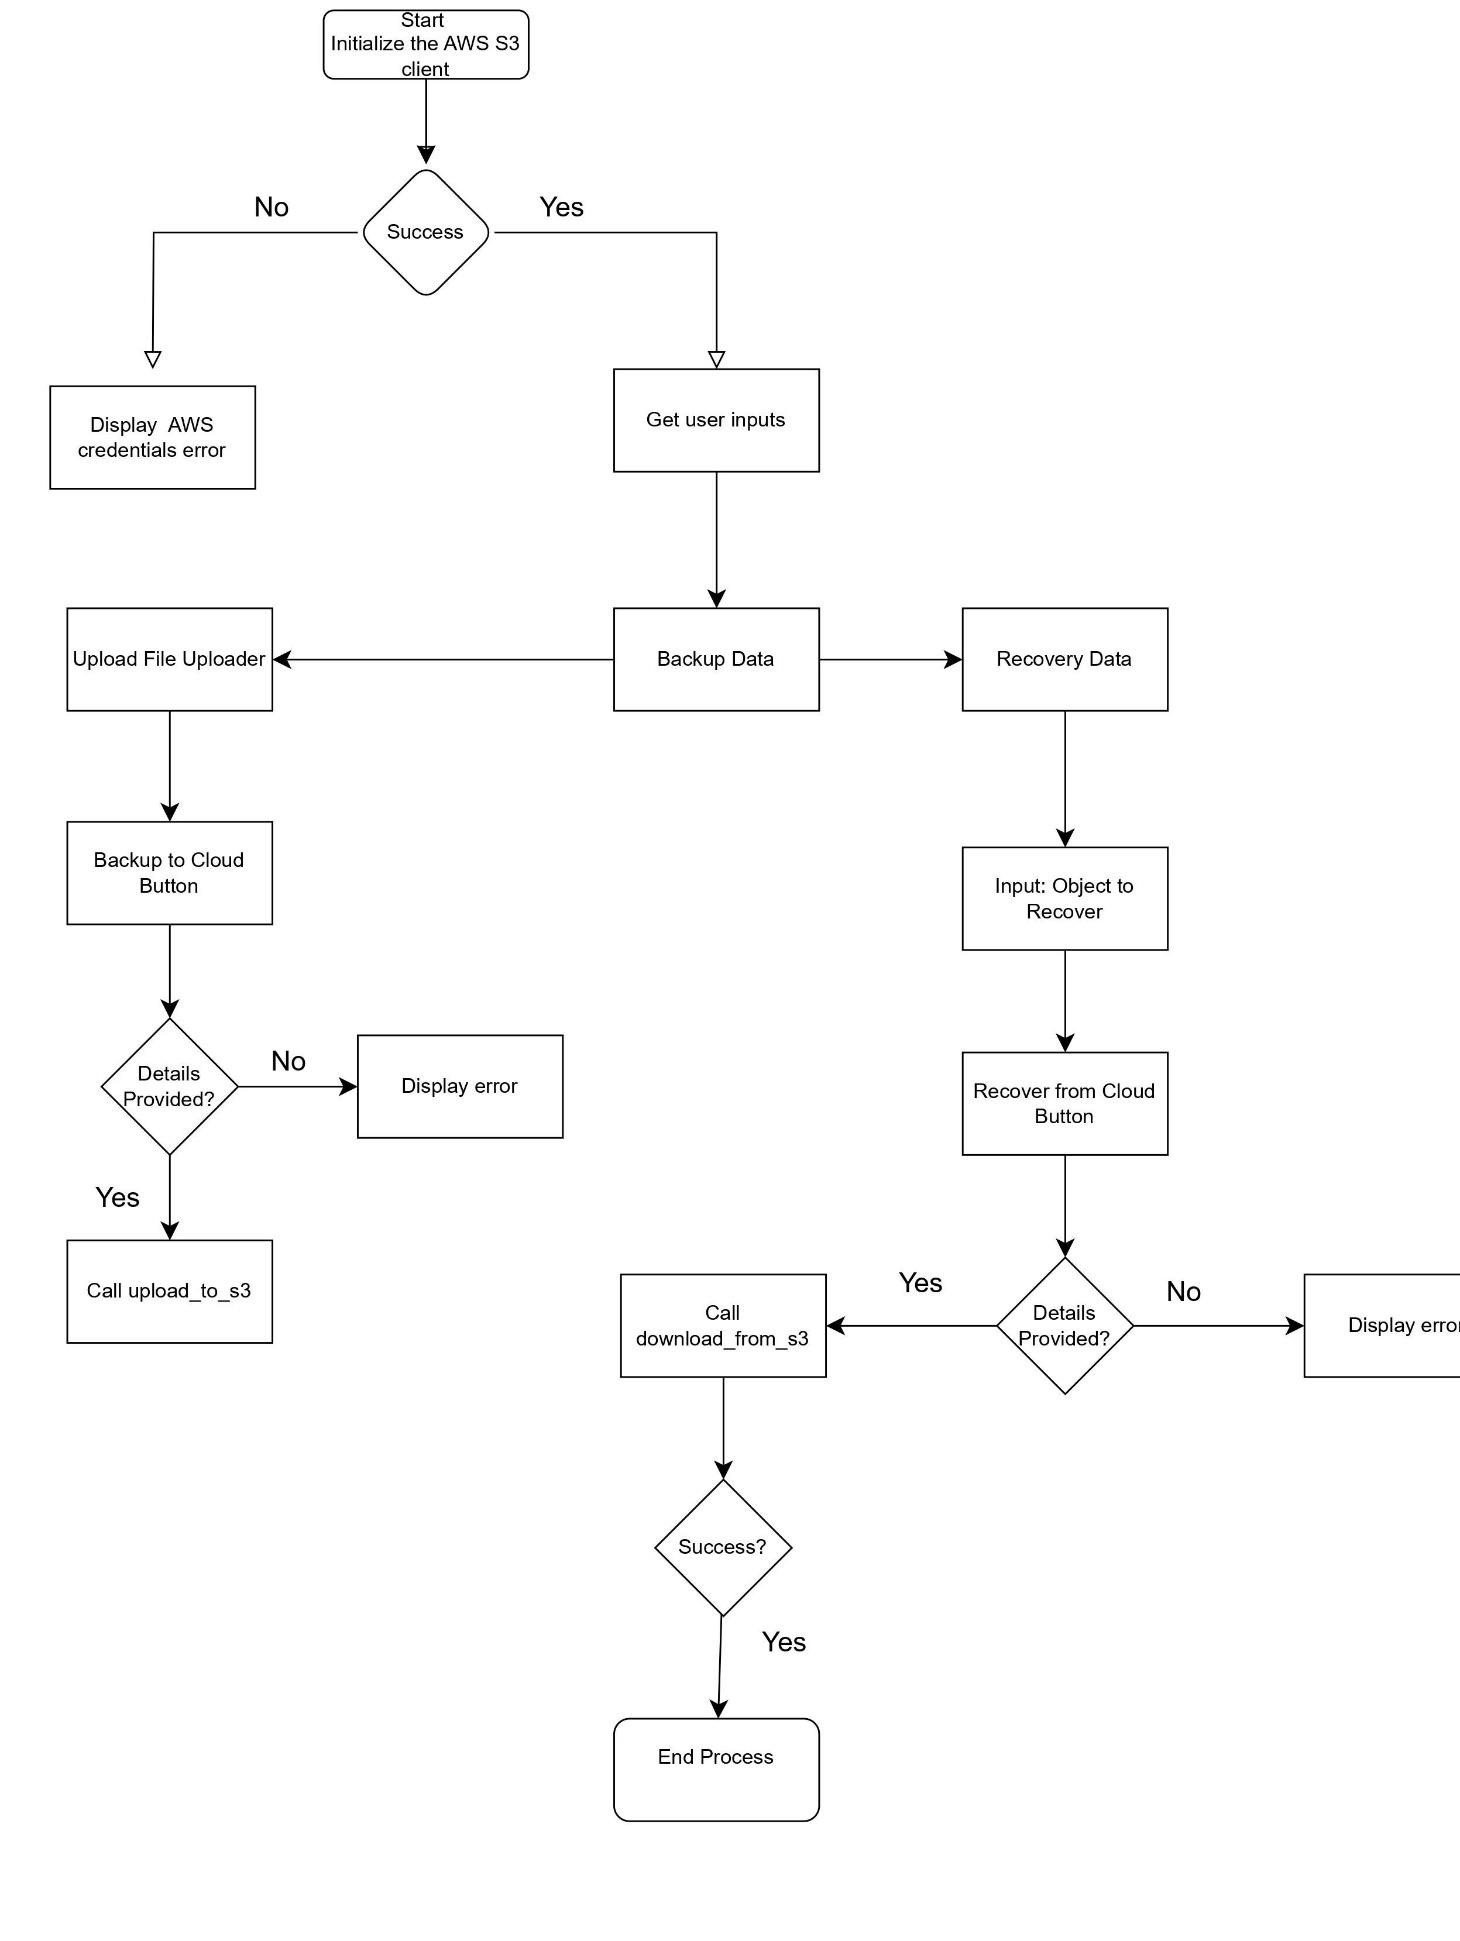 Start
Initialize the AWS S3
client
No
Yes
Success
Display  AWS
credentials error
Get user inputs
Upload File Uploader
Backup Data
Recovery Data
Backup to Cloud
Button
Input: Object to
Recover
Details
Provided?
No
Display error
Recover from Cloud
Button
Yes
Call upload_to_s3
Call
download_from_s3
Yes
Details
Provided?
No
Display error
Success?
Yes
End Process